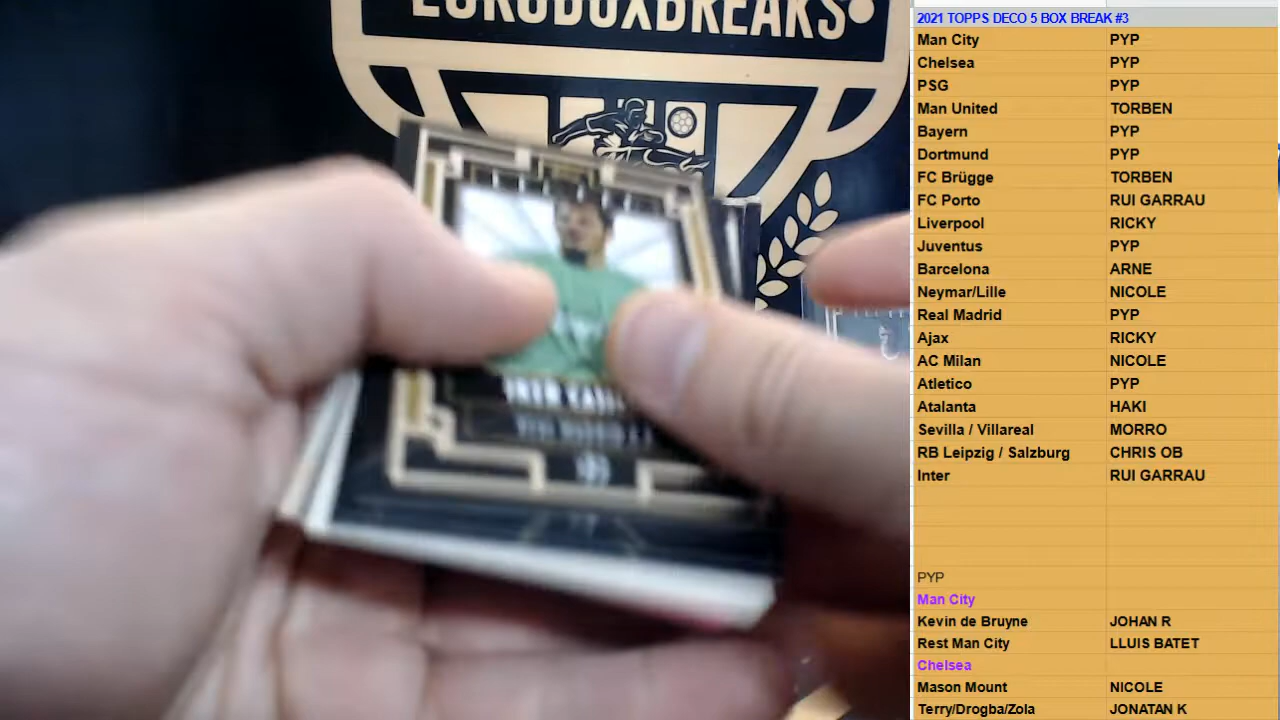 EUROBOXBREAKS
2021 TOPPS DECO 5 BOX BREAK #3
Man City PYP
Chelsea PYP
PSG PYP
Man United TORBEN
Bayern PYP
Dortmund PYP
FC Brügge TORBEN
FC Porto RUI GARRAU
Liverpool RICKY
Juventus PYP
Barcelona ARNE
Neymar/Lille NICOLE
Real Madrid PYP
Ajax RICKY
AC Milan NICOLE
Atletico PYP
Atalanta HAKI
Sevilla / Villareal MORRO
RB Leipzig / Salzburg CHRIS OB
Inter RUI GARRAU
PYP
Man City
Kevin de Bruyne JOHAN R
Rest Man City LLUIS BATET
Chelsea
Mason Mount NICOLE
Terry/Drogba/Zola JONATAN K